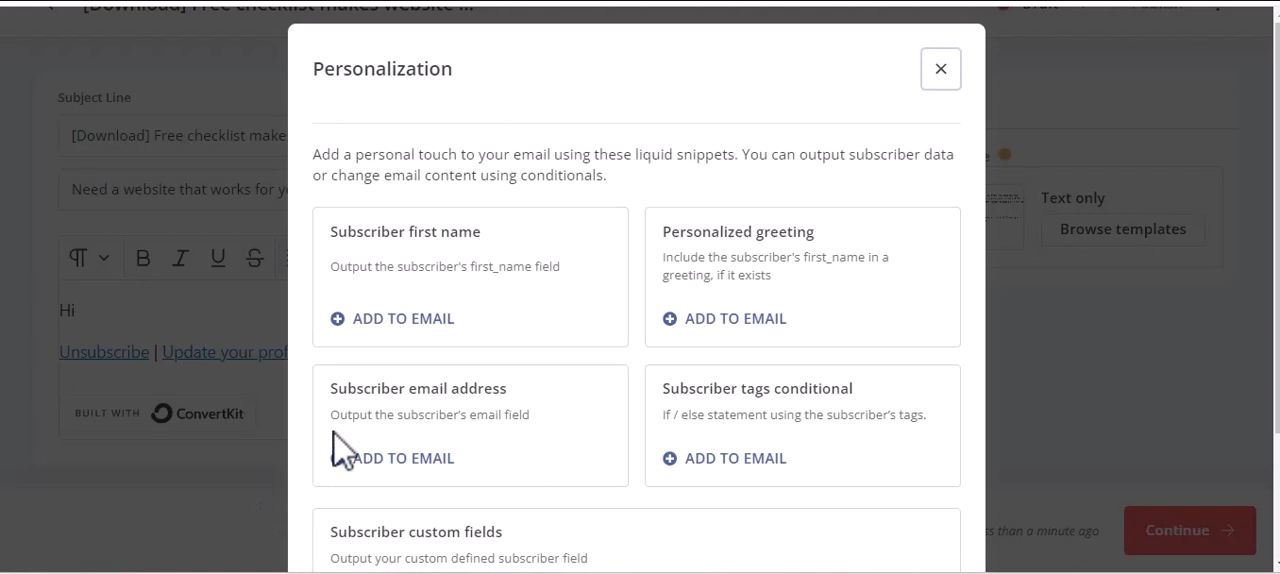 [Download] Free checklist makes website ...
Draft
Publish
Personalization
Subject Line
[Download] Free checklist make
Add a personal touch to your email using these liquid snippets. You can output subscriber data
or change email content using conditionals.
Need a website that works for yo
Text only
Browse templates
Subscriber first name
Output the subscriber's first_name field
ADD TO EMAIL
Personalized greeting
Include the subscriber's first_name in a
greeting, if it exists
ADD TO EMAIL
Hi
Unsubscribe | Update your prof
BUILT WITH ConvertKit
Subscriber email address
Output the subscriber's email field
ADD TO EMAIL
Subscriber tags conditional
If / else statement using the subscriber's tags.
ADD TO EMAIL
Subscriber custom fields
Output your custom defined subscriber field
ss than a minute ago
Continue